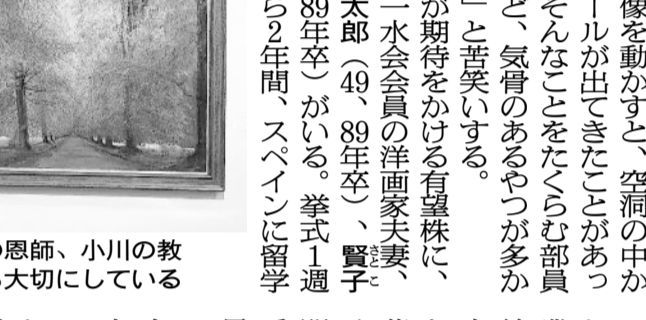 像を動かすと、空洞の中か
ールが出てきたことがあっ
そんなことをたくらむ部員
ど、気骨のあるやつが多か
」と苦笑いする。
が期待をかける有望株に、
一水会会員の洋画家夫妻、
太郎（49、89年卒）、賢子
さとこ
89年卒）がいる。挙式1週
ら2年間、スペインに留学
の恩師、小川の教
大切にしている